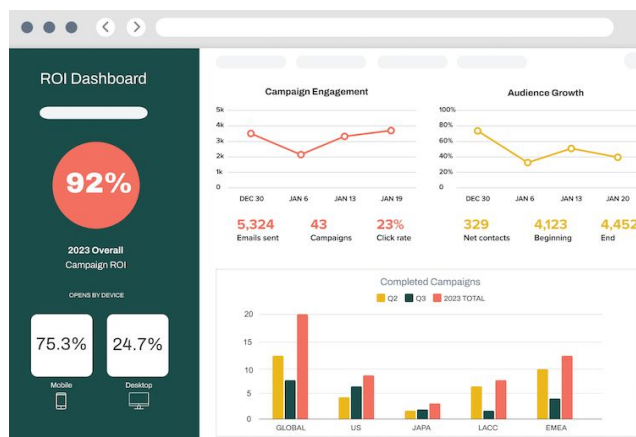 ROI Dashboard
92%
2023 Overall
Campaign ROI
OPENS BY DEVICE
75.3%
24.7%
Mobile
Desktop
Campaign Engagement
5k
4k
3k
2k
1k
0
DEC 30 JAN 6 JAN 13 JAN 19
5,324 43 23%
Emails sent Campaigns Click rate
Audience Growth
100%
80%
60%
40%
20%
0
DEC 30 JAN 6 JAN 13 JAN 20
329 4,123 4,452
Net contacts Beginning End
Completed Campaigns
Q2 Q3 2023 TOTAL
20
15
10
5
0
GLOBAL US JAPA LACC EMEA